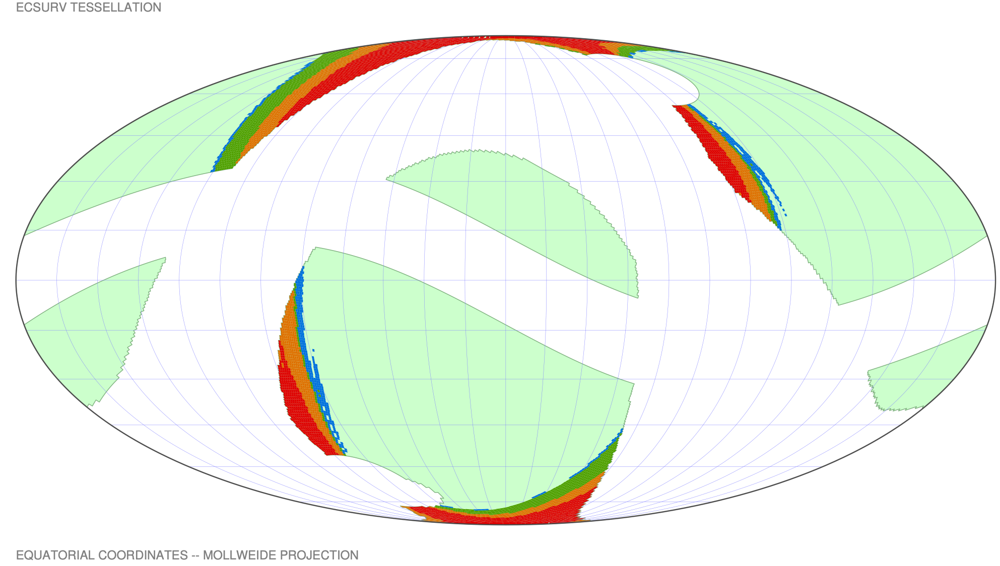 ECSURV TESSELLATION
EQUATORIAL COORDINATES -- MOLLWEIDE PROJECTION